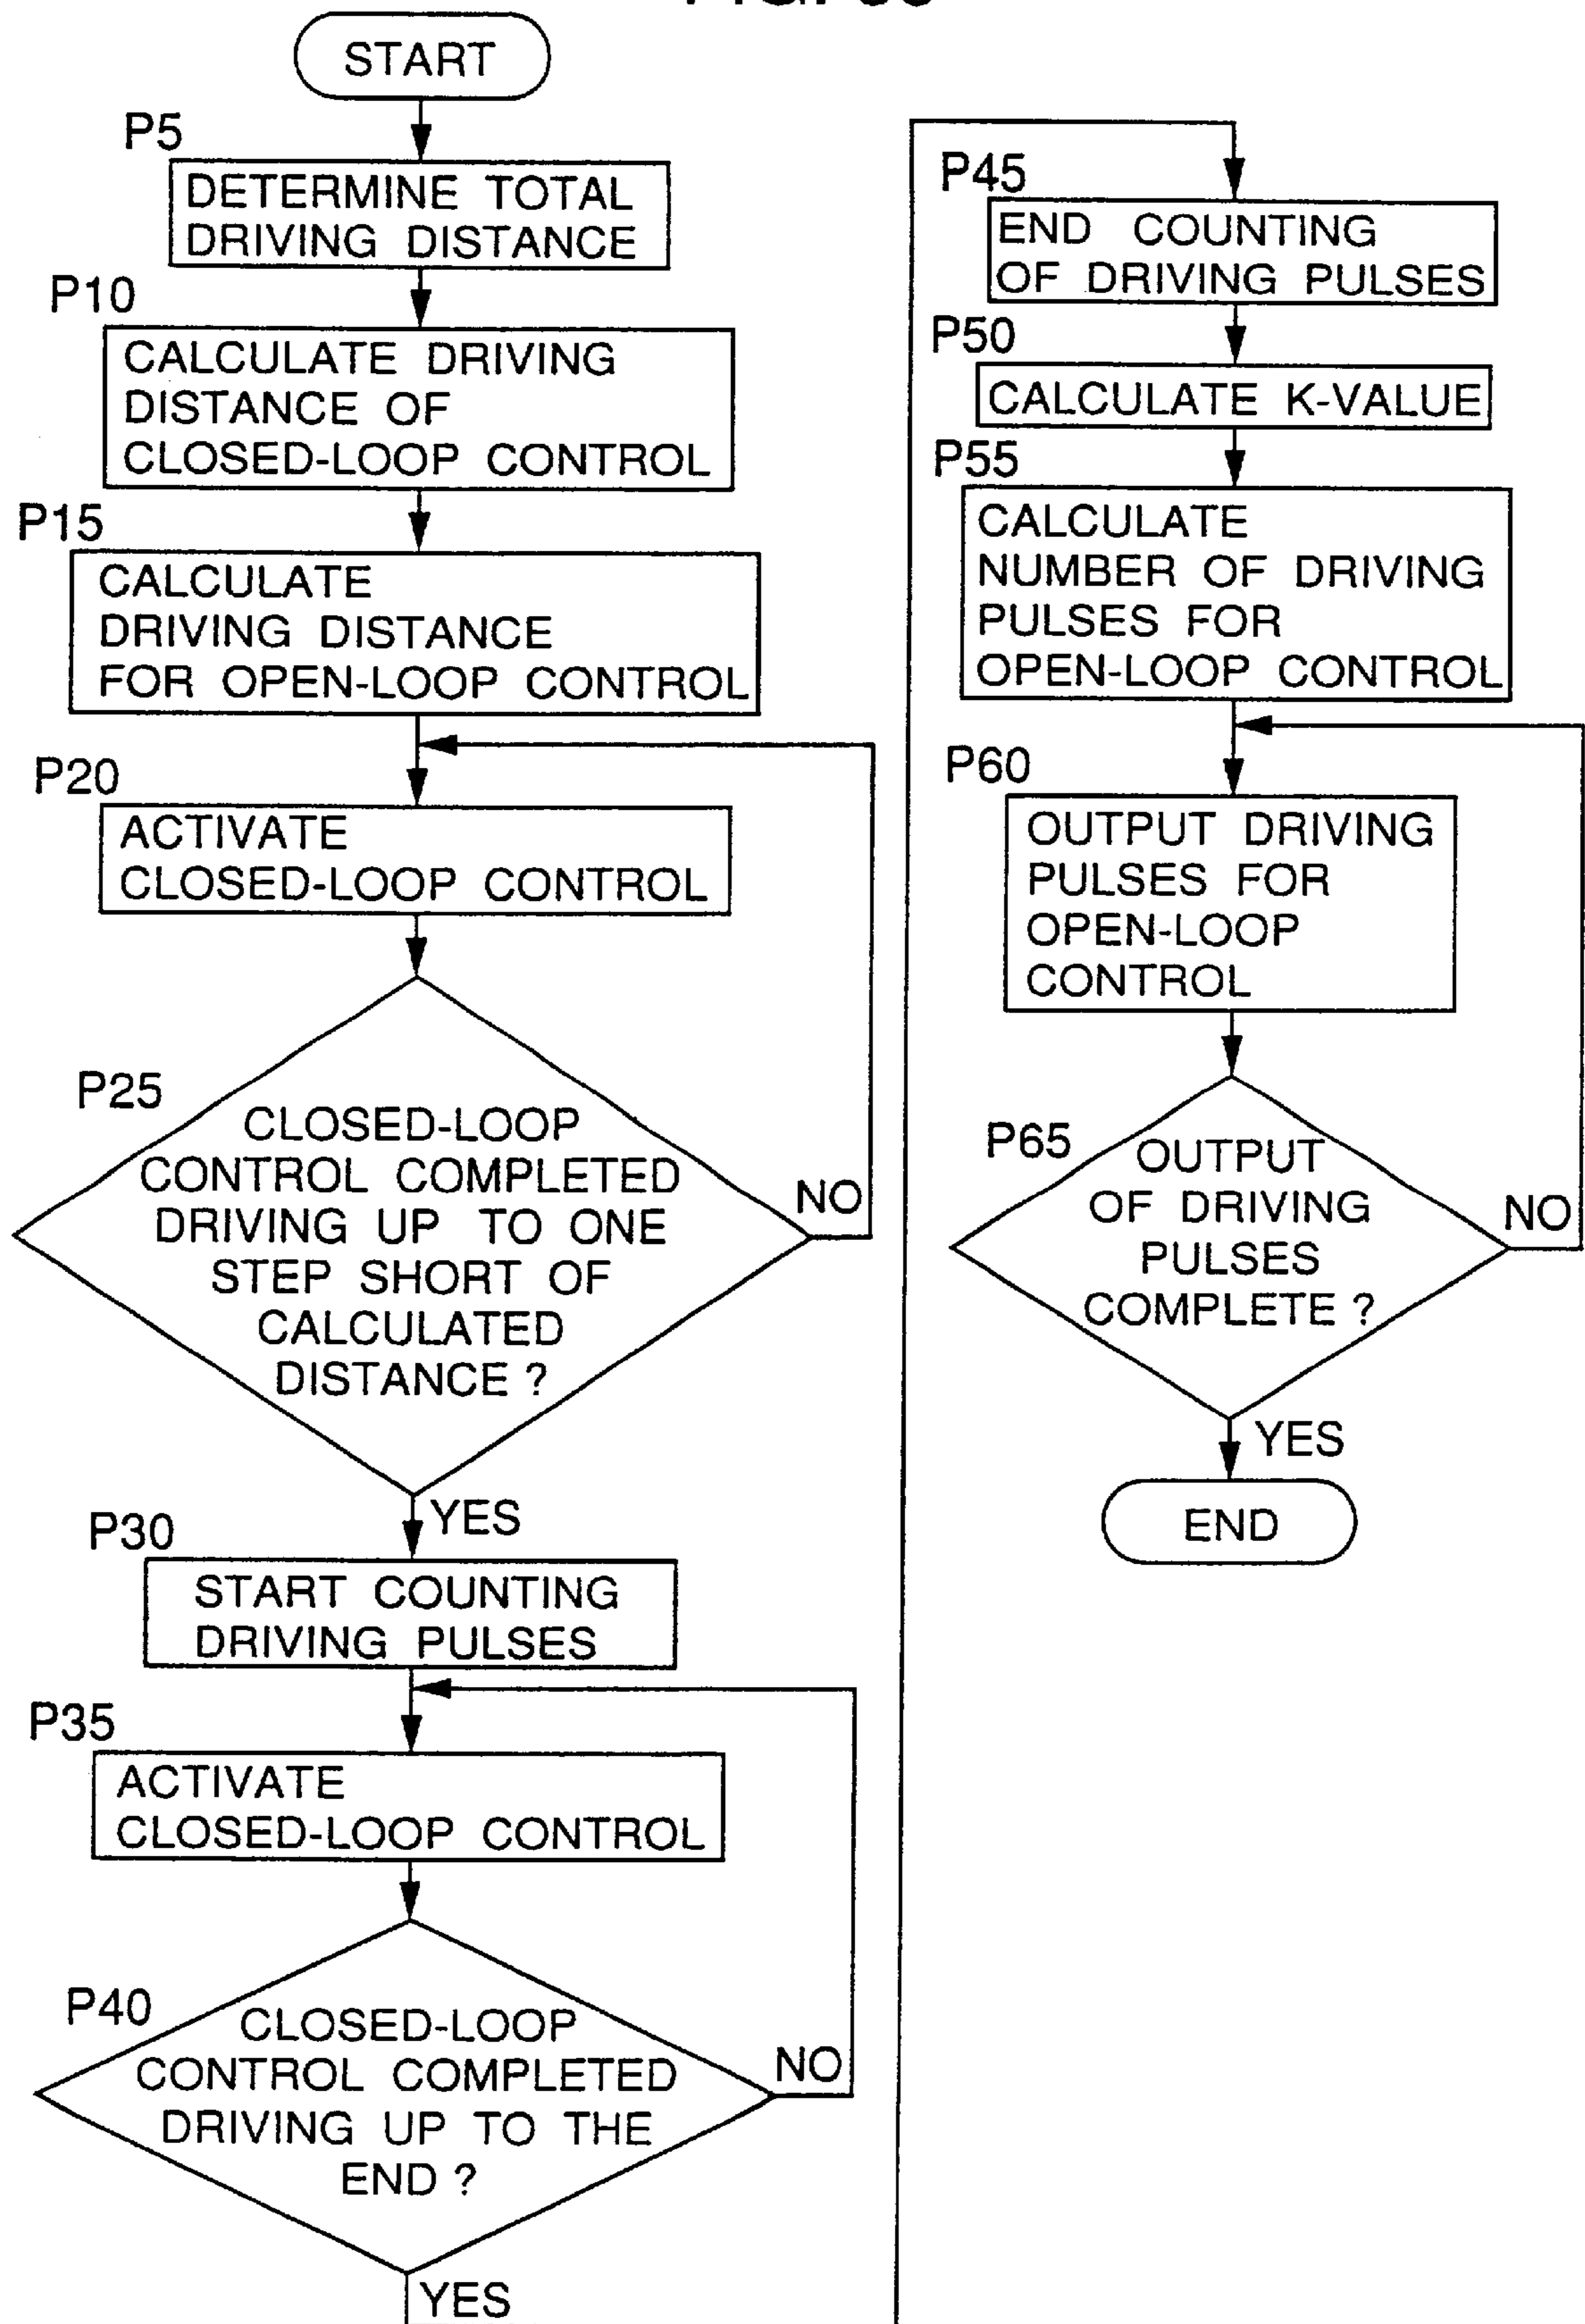 START
P5
DETERMINE TOTAL
DRIVING DISTANCE
P10
CALCULATE DRIVING
DISTANCE OF
CLOSED-LOOP CONTROL
P15
CALCULATE
DRIVING DISTANCE
FOR OPEN-LOOP CONTROL
P20
ACTIVATE
CLOSED-LOOP CONTROL
P25
CLOSED-LOOP
CONTROL COMPLETED
DRIVING UP TO ONE
STEP SHORT OF
CALCULATED
DISTANCE ?
NO
YES
P30
START COUNTING
DRIVING PULSES
P35
ACTIVATE
CLOSED-LOOP CONTROL
P40
CLOSED-LOOP
CONTROL COMPLETED
DRIVING UP TO THE
END ?
NO
YES
P45
END COUNTING
OF DRIVING PULSES
P50
CALCULATE K-VALUE
P55
CALCULATE
NUMBER OF DRIVING
PULSES FOR
OPEN-LOOP CONTROL
P60
OUTPUT DRIVING
PULSES FOR
OPEN-LOOP
CONTROL
P65
OUTPUT
OF DRIVING
PULSES
COMPLETE ?
NO
YES
END